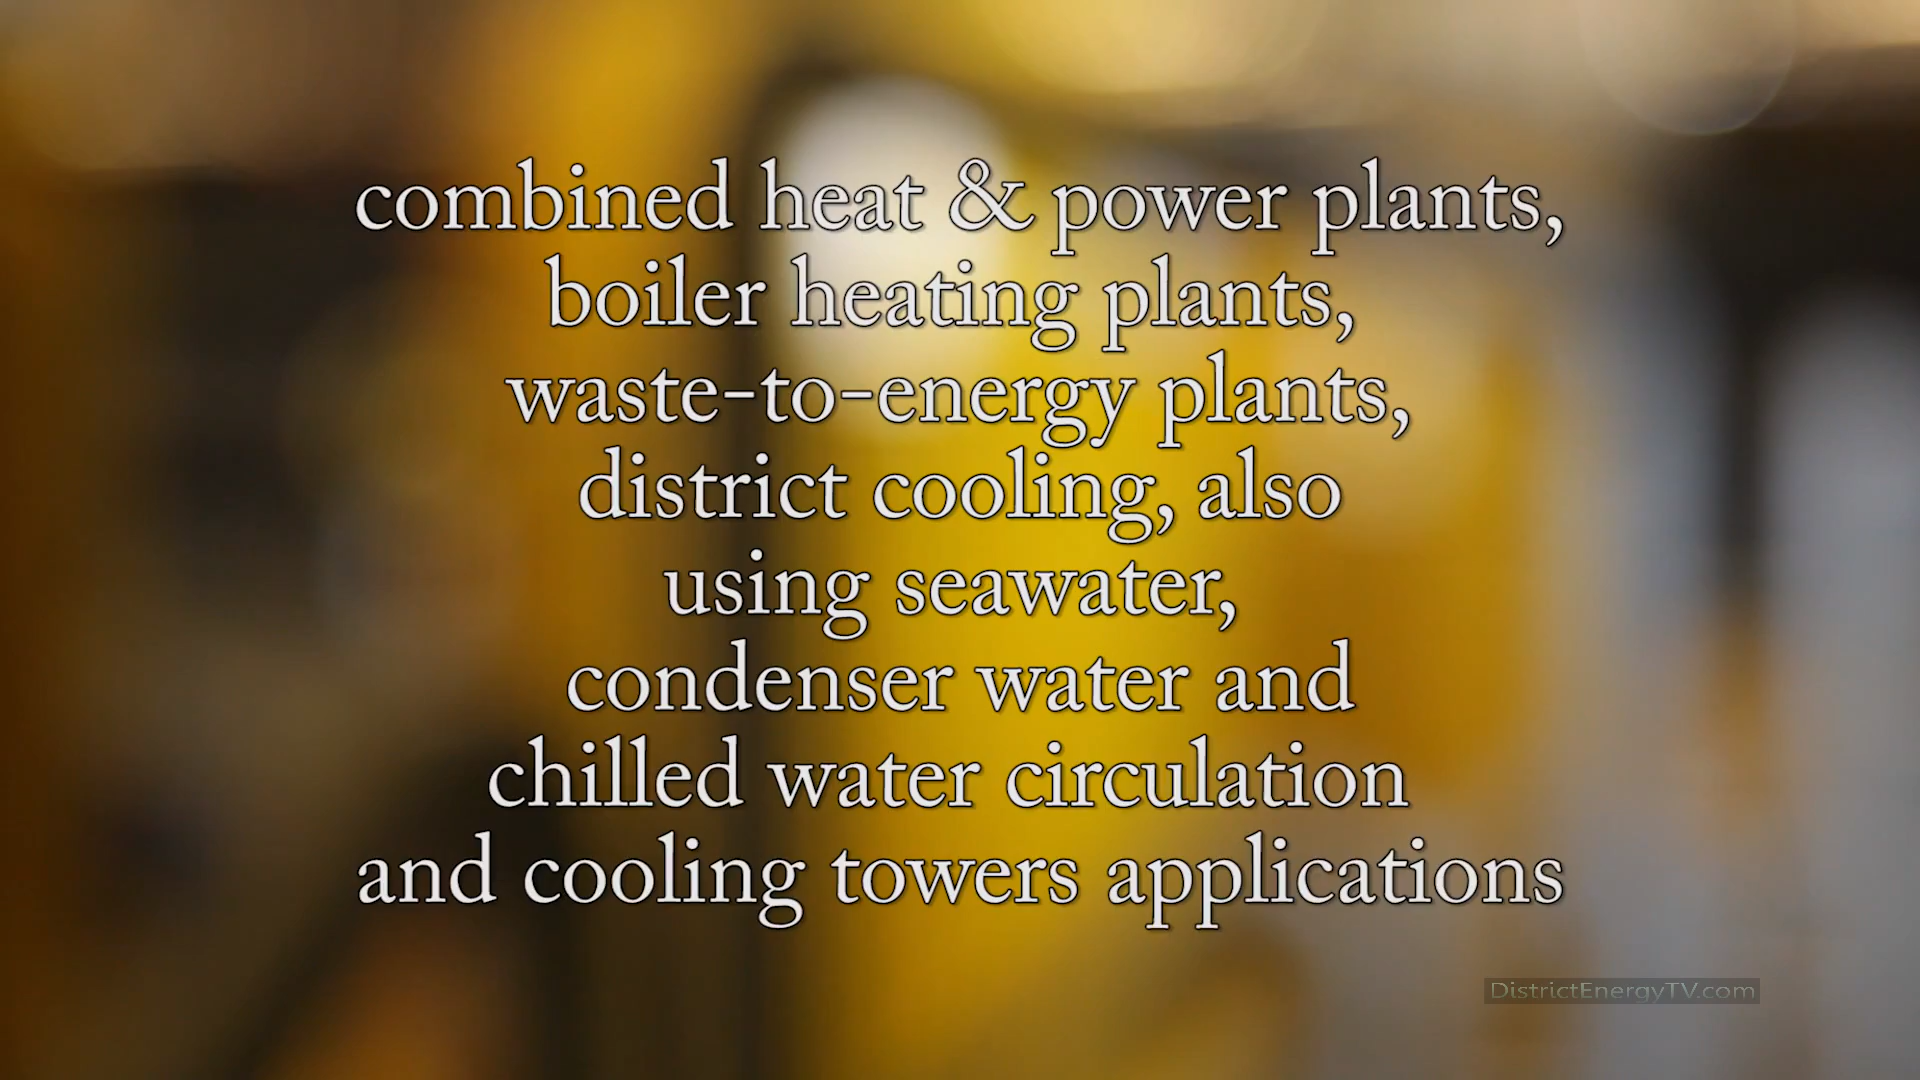 combined heat & power plants,
boiler heating plants,
waste-to-energy plants,
district cooling, also
using seawater,
condenser water and
chilled water circulation
and cooling towers applications
DistrictEnergyTV.com